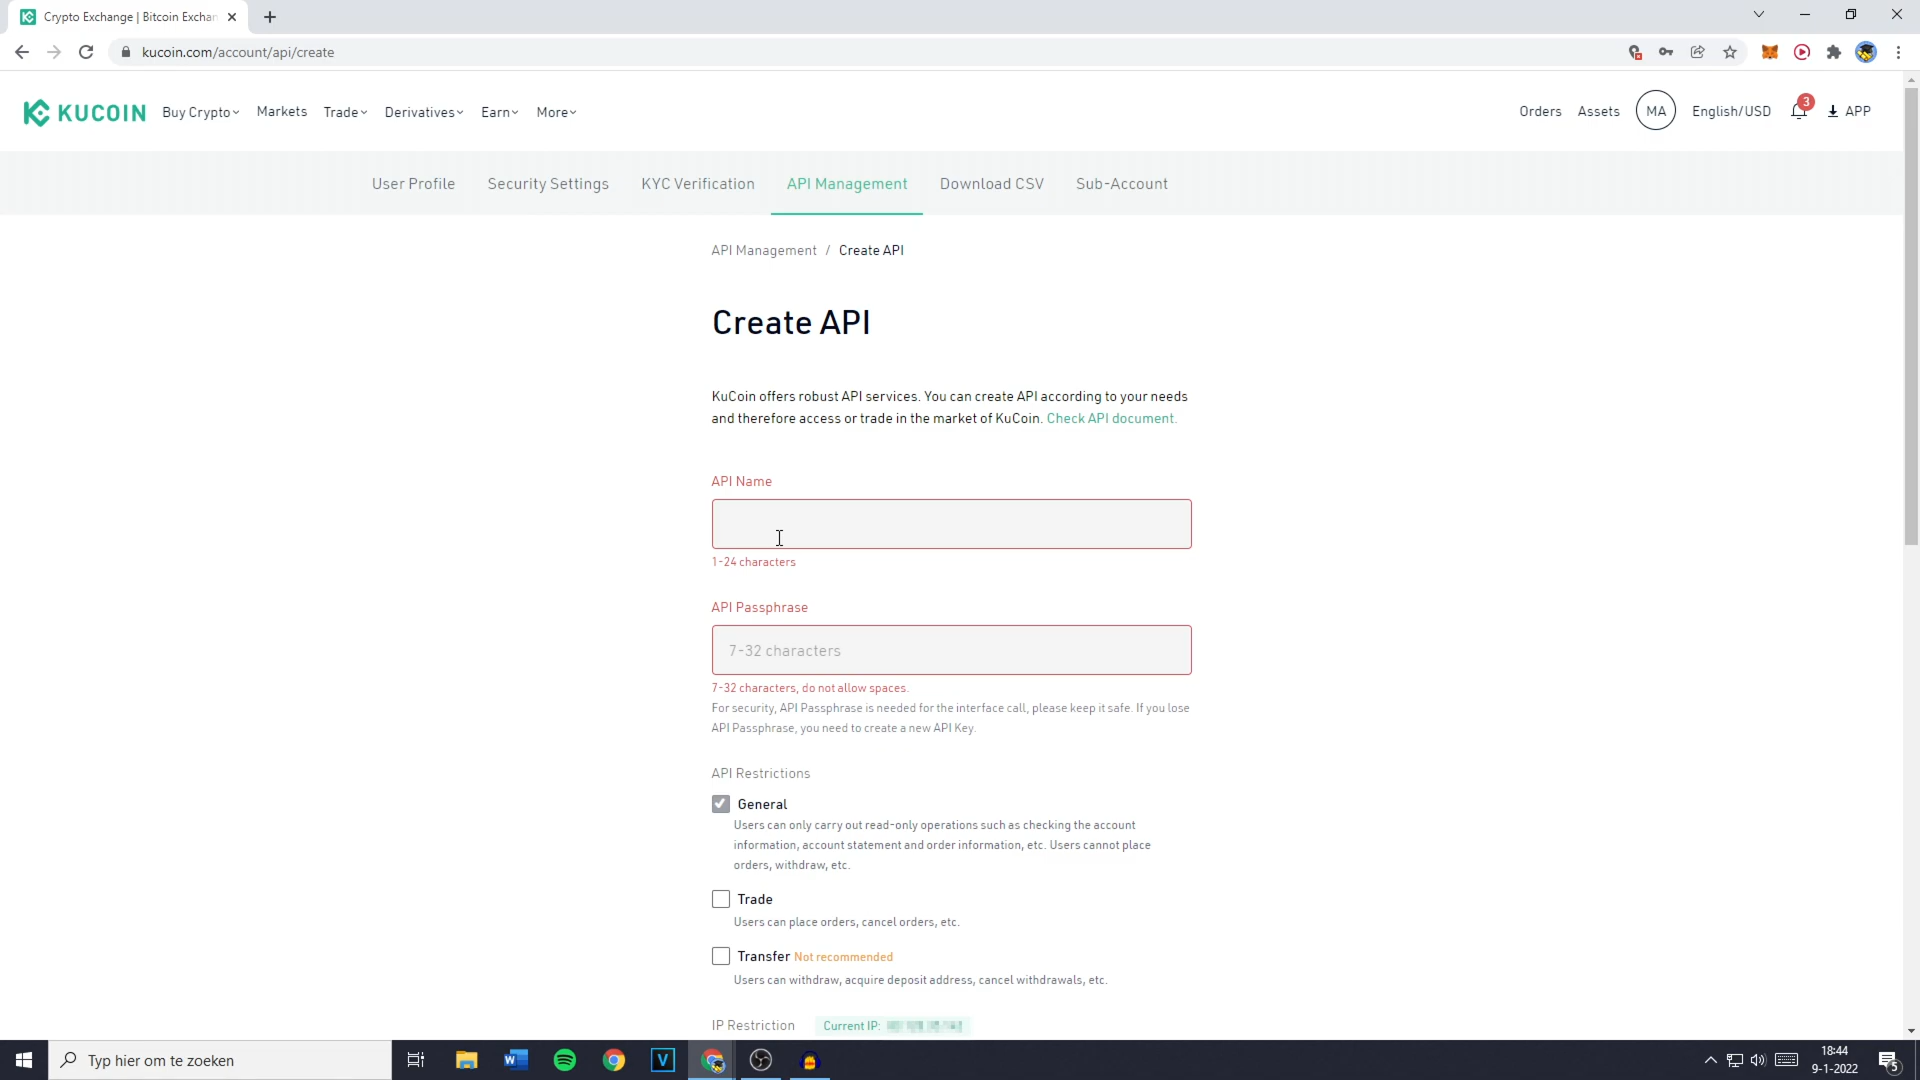 Crypto Exchange | Bitcoin Exchan
kucoin.com/account/api/create
KUCOIN Buy Crypto Markets Trade Derivatives Earn More Orders Assets MA English/USD 3 APP
User Profile Security Settings KYC Verification API Management Download CSV Sub-Account
API Management / Create API
Create API
KuCoin offers robust API services. You can create API according to your needs
and therefore access or trade in the market of KuCoin. Check API document.
API Name
1-24 characters
API Passphrase
7-32 characters
7-32 characters, do not allow spaces.
For security, API Passphrase is needed for the interface call, please keep it safe. If you lose
API Passphrase, you need to create a new API Key.
API Restrictions
General
Users can only carry out read-only operations such as checking the account
information, account statement and order information, etc. Users cannot place
orders, withdraw, etc.
Trade
Users can place orders, cancel orders, etc.
Transfer Not recommended
Users can withdraw, acquire deposit address, cancel withdrawals, etc.
IP Restriction Current IP:
Typ hier om te zoeken
18:44
9-1-2022
5